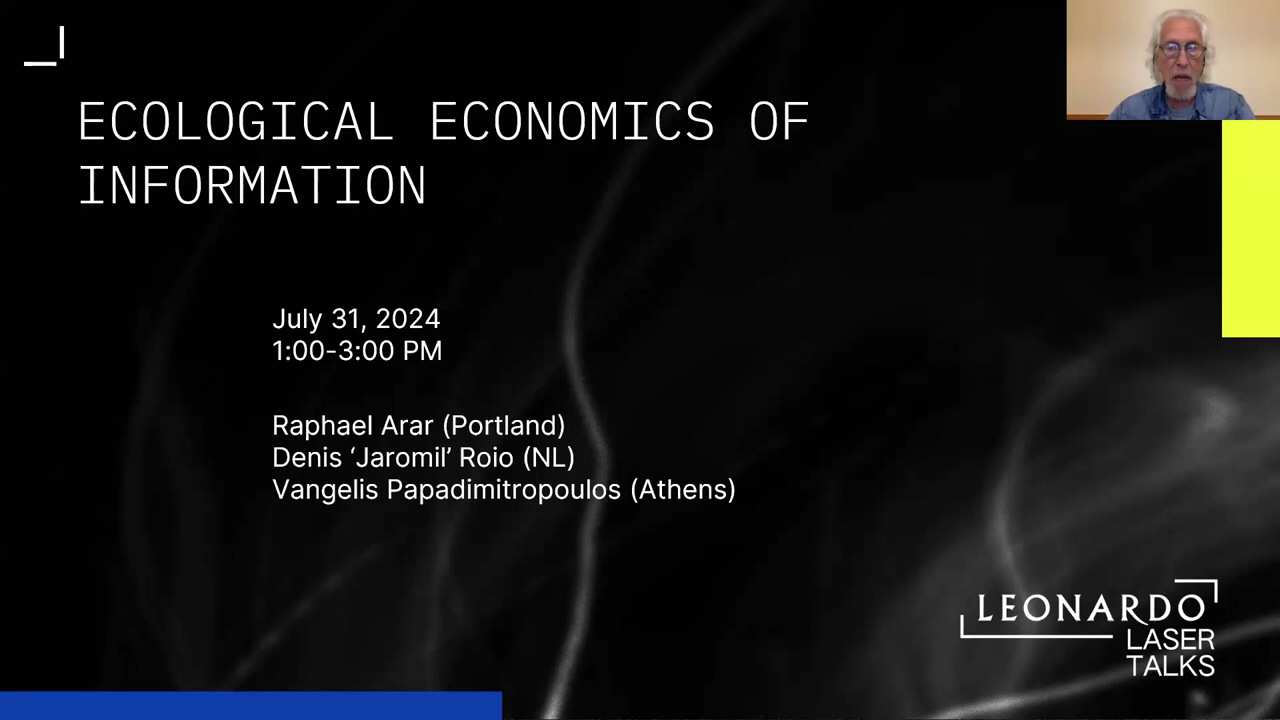 ECOLOGICAL ECONOMICS OF
INFORMATION
July 31, 2024
1:00-3:00 PM
Raphael Arar (Portland)
Denis ‘Jaromil’ Roio (NL)
Vangelis Papadimitropoulos (Athens)
LEONARDO
LASER
TALKS